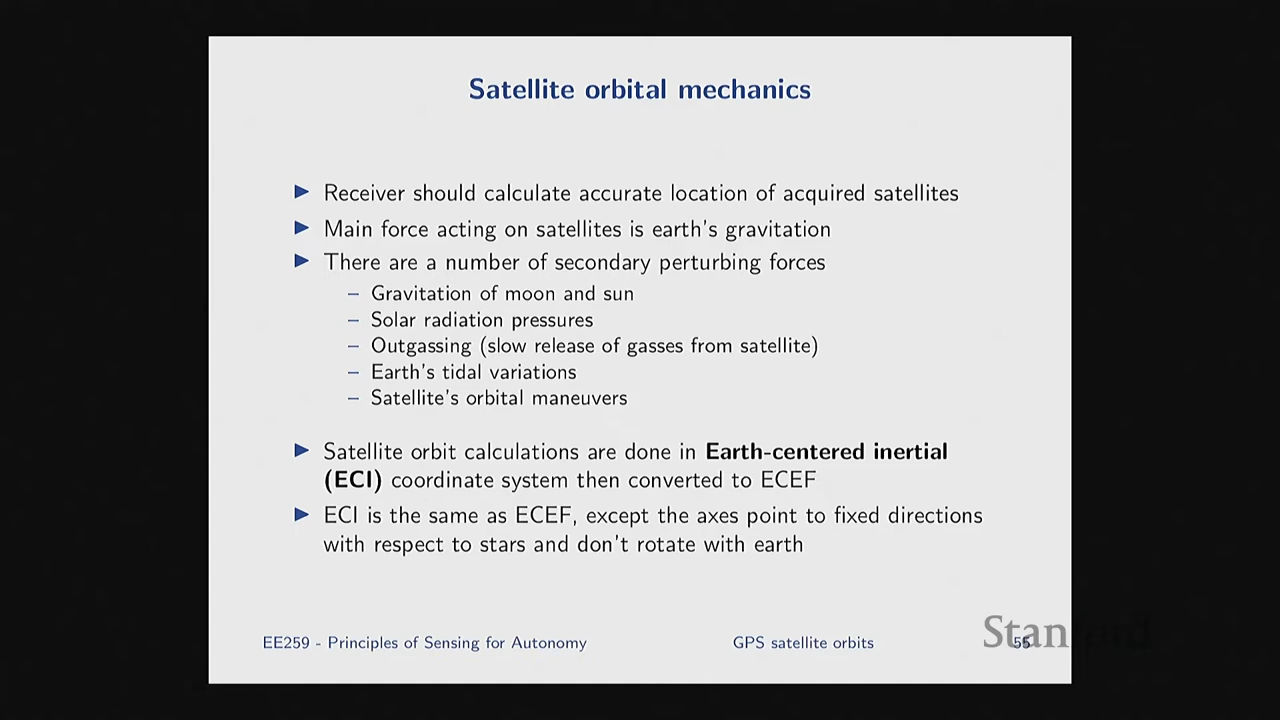 Satellite orbital mechanics
▶ Receiver should calculate accurate location of acquired satellites
▶ Main force acting on satellites is earth's gravitation
▶ There are a number of secondary perturbing forces
– Gravitation of moon and sun
– Solar radiation pressures
– Outgassing (slow release of gasses from satellite)
– Earth's tidal variations
– Satellite's orbital maneuvers
▶ Satellite orbit calculations are done in Earth-centered inertial
(ECI) coordinate system then converted to ECEF
▶ ECI is the same as ECEF, except the axes point to fixed directions
with respect to stars and don't rotate with earth
EE259 - Principles of Sensing for Autonomy GPS satellite orbits 55
Stanford